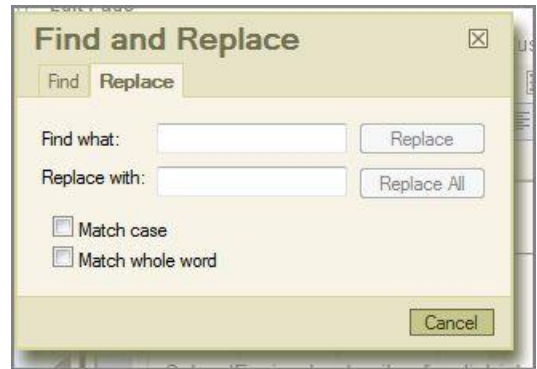 Find and Replace
Find Replace
Find what: Replace
Replace with: Replace All
Match case
Match whole word
Cancel